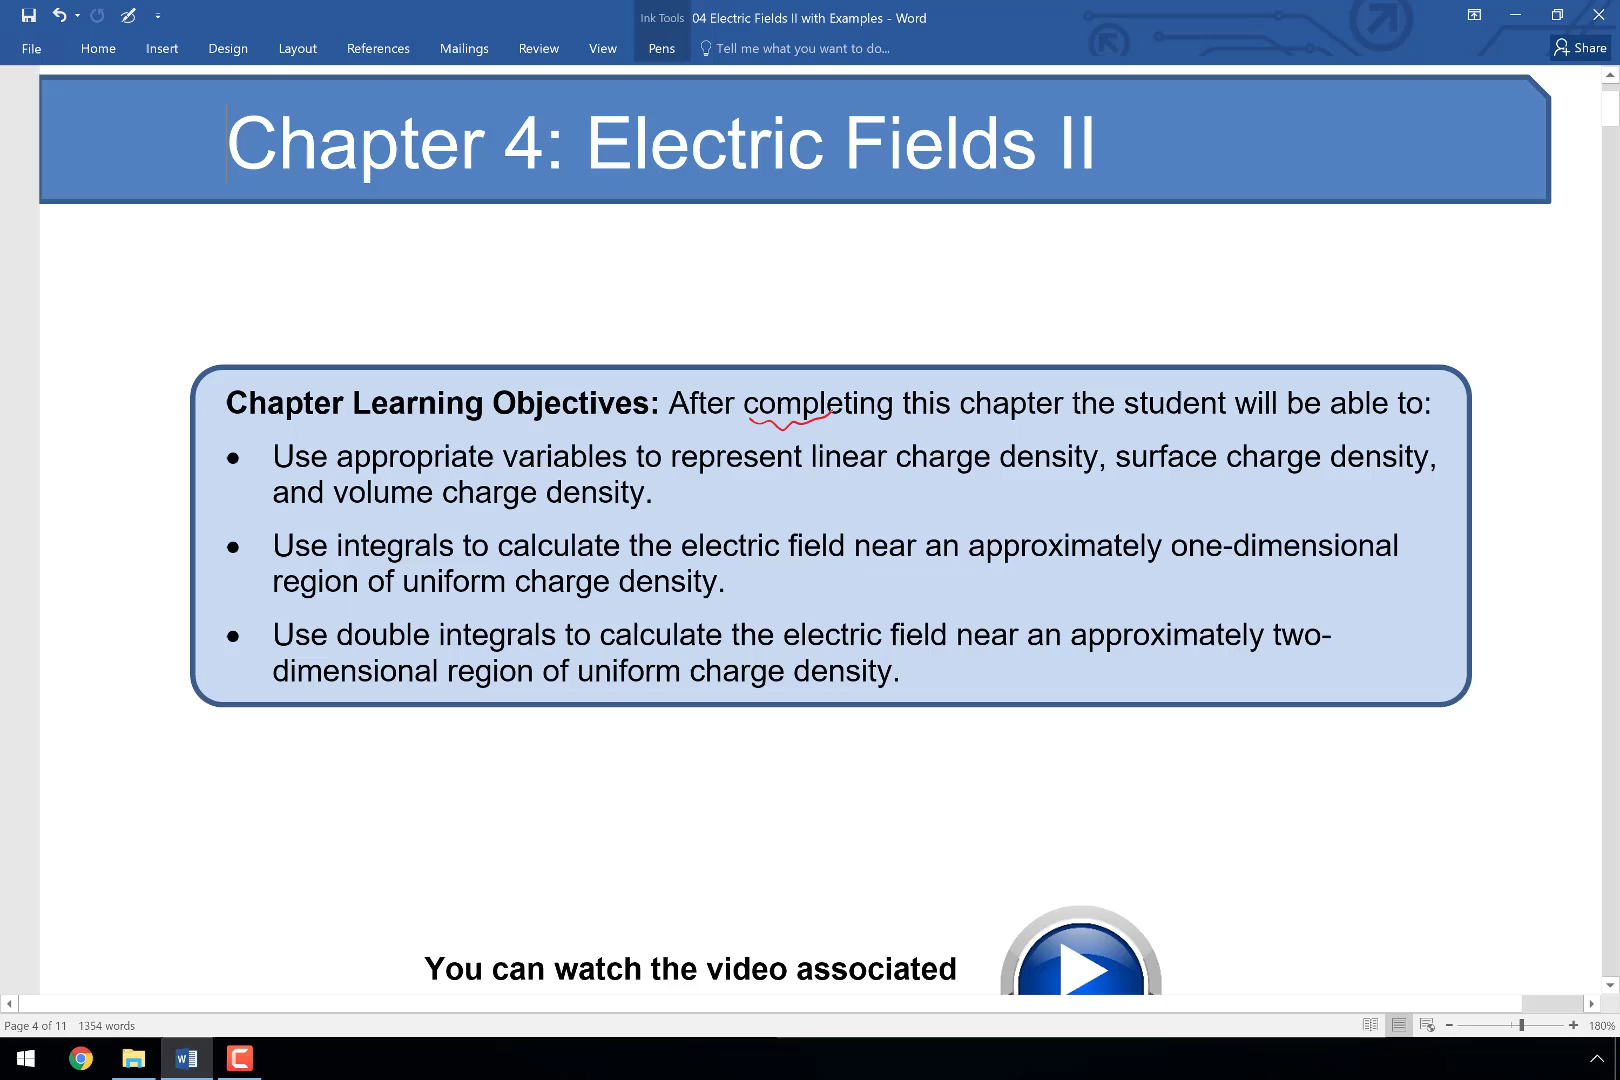 Ink Tools
04 Electric Fields II with Examples - Word
File Home Insert Design Layout References Mailings Review View Pens Tell me what you want to do... Share
Chapter 4: Electric Fields II
Chapter Learning Objectives: After completing this chapter the student will be able to:
• Use appropriate variables to represent linear charge density, surface charge density,
and volume charge density.
• Use integrals to calculate the electric field near an approximately one-dimensional
region of uniform charge density.
• Use double integrals to calculate the electric field near an approximately two-
dimensional region of uniform charge density.
You can watch the video associated
Page 4 of 11 1354 words
180%